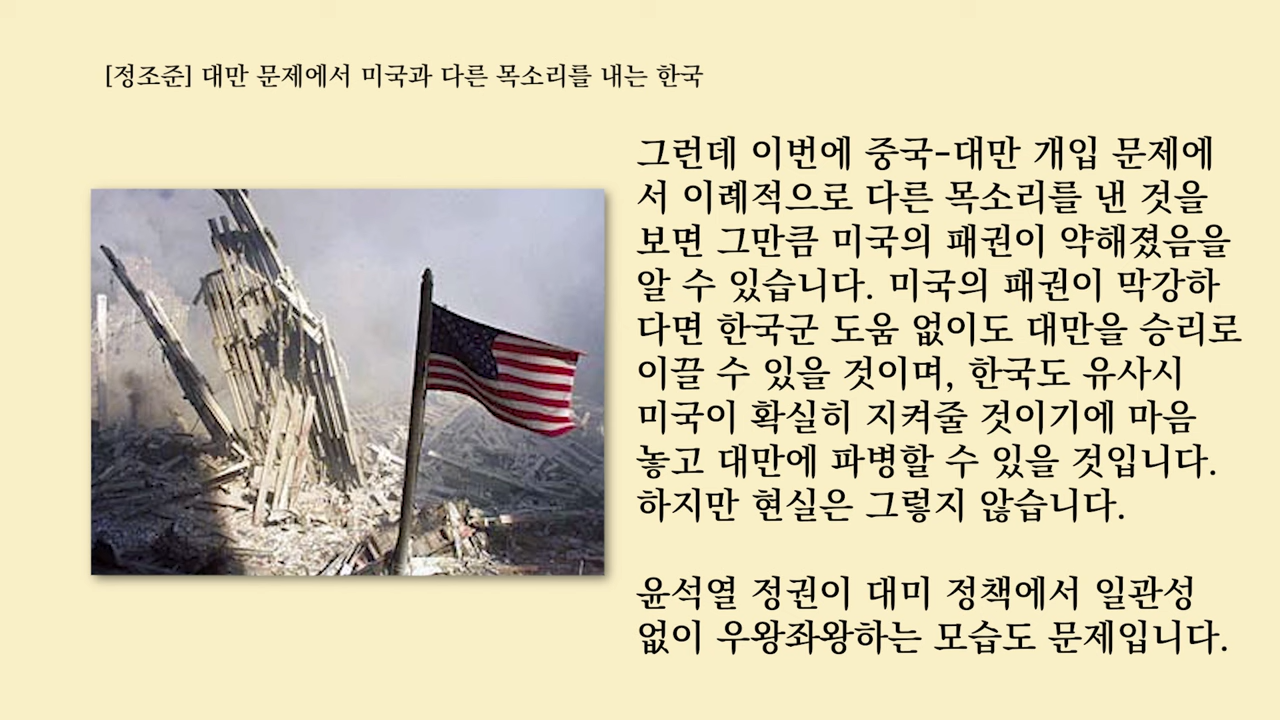 [정조준] 대만 문제에서 미국과 다른 목소리를 내는 한국
그런데 이번에 중국-대만 개입 문제에
서 이례적으로 다른 목소리를 낸 것을
보면 그만큼 미국의 패권이 약해졌음을
알 수 있습니다. 미국의 패권이 막강하
다면 한국군 도움 없이도 대만을 승리로
이끌 수 있을 것이며, 한국도 유사시
미국이 확실히 지켜줄 것이기에 마음
놓고 대만에 파병할 수 있을 것입니다.
하지만 현실은 그렇지 않습니다.
윤석열 정권이 대미 정책에서 일관성
없이 우왕좌왕하는 모습도 문제입니다.